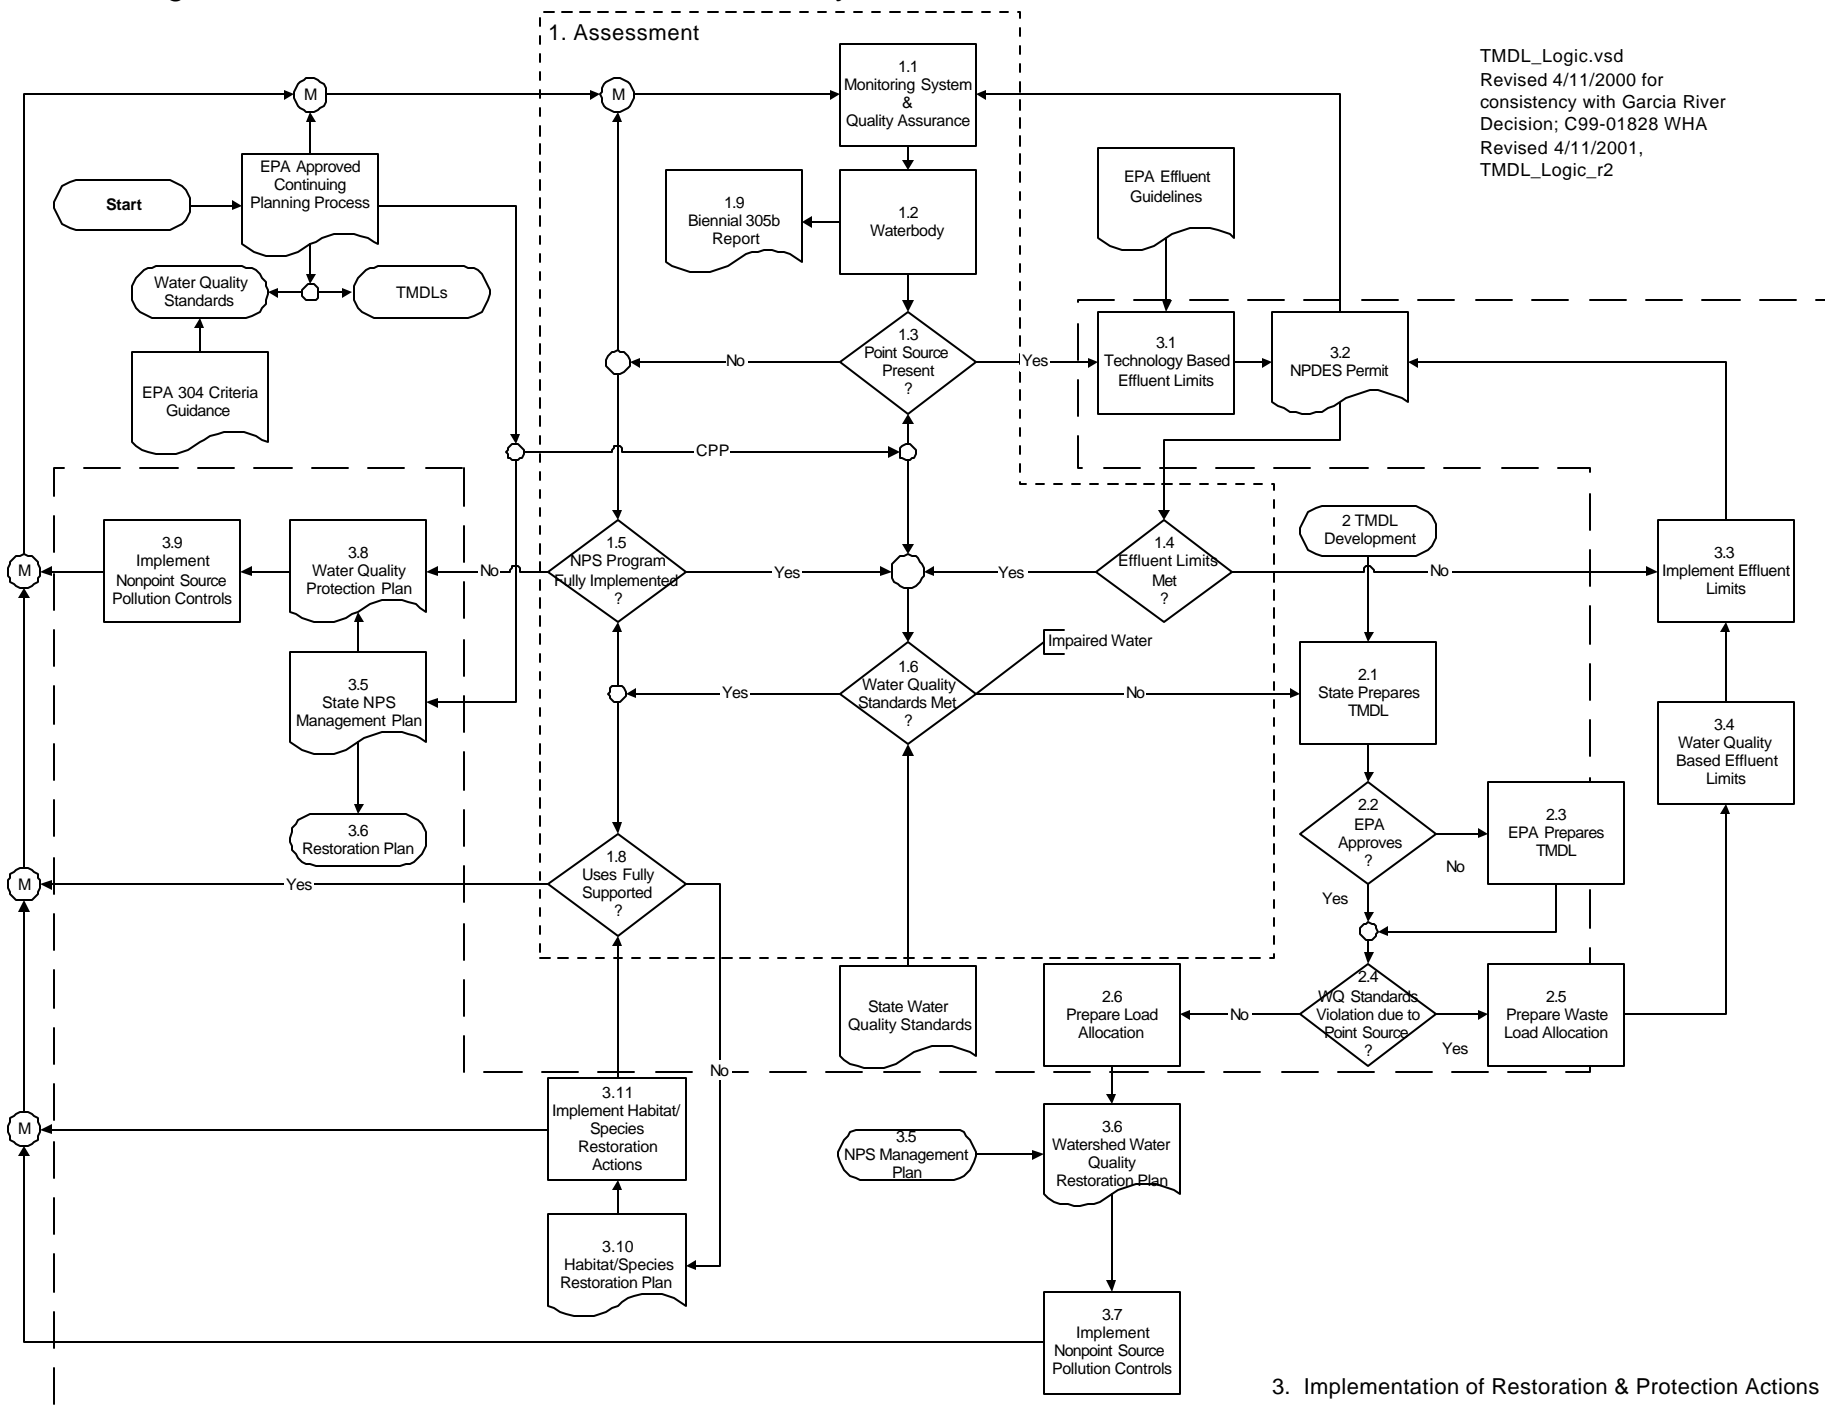 1. Assessment
TMDL_Logic.vsd
Revised 4/11/2000 for
consistency with Garcia River
Decision; C99-01828 WHA
Revised 4/11/2001,
TMDL_Logic_r2
M
M
1.1
Monitoring System
&
Quality Assurance
Start
EPA Approved
Continuing
Planning Process
1.9
Biennial 305b
Report
1.2
Waterbody
EPA Effluent
Guidelines
Water Quality
Standards
TMDLs
EPA 304 Criteria
Guidance
No
1.3
Point Source
Present
?
Yes
3.1
Technology Based
Effluent Limits
3.2
NPDES Permit
CPP
M
3.9
Implement
Nonpoint Source
Pollution Controls
3.8
Water Quality
Protection Plan
No
1.5
NPS Program
Fully Implemented
?
Yes
Yes
1.4
Effluent Limits
Met
?
2 TMDL
Development
No
3.3
Implement Effluent
Limits
3.5
State NPS
Management Plan
Yes
1.6
Water Quality
Standards Met
?
Impaired Water
No
2.1
State Prepares
TMDL
3.4
Water Quality
Based Effluent
Limits
3.6
Restoration Plan
2.2
EPA
Approves
?
No
Yes
2.3
EPA Prepares
TMDL
M
Yes
1.8
Uses Fully
Supported
?
No
State Water
Quality Standards
2.6
Prepare Load
Allocation
No
2.4
WQ Standards
Violation due to
Point Source
?
Yes
2.5
Prepare Waste
Load Allocation
M
3.11
Implement Habitat/
Species
Restoration
Actions
3.5
NPS Management
Plan
3.6
Watershed Water
Quality
Restoration Plan
3.10
Habitat/Species
Restoration Plan
3.7
Implement
Nonpoint Source
Pollution Controls
3. Implementation of Restoration & Protection Actions